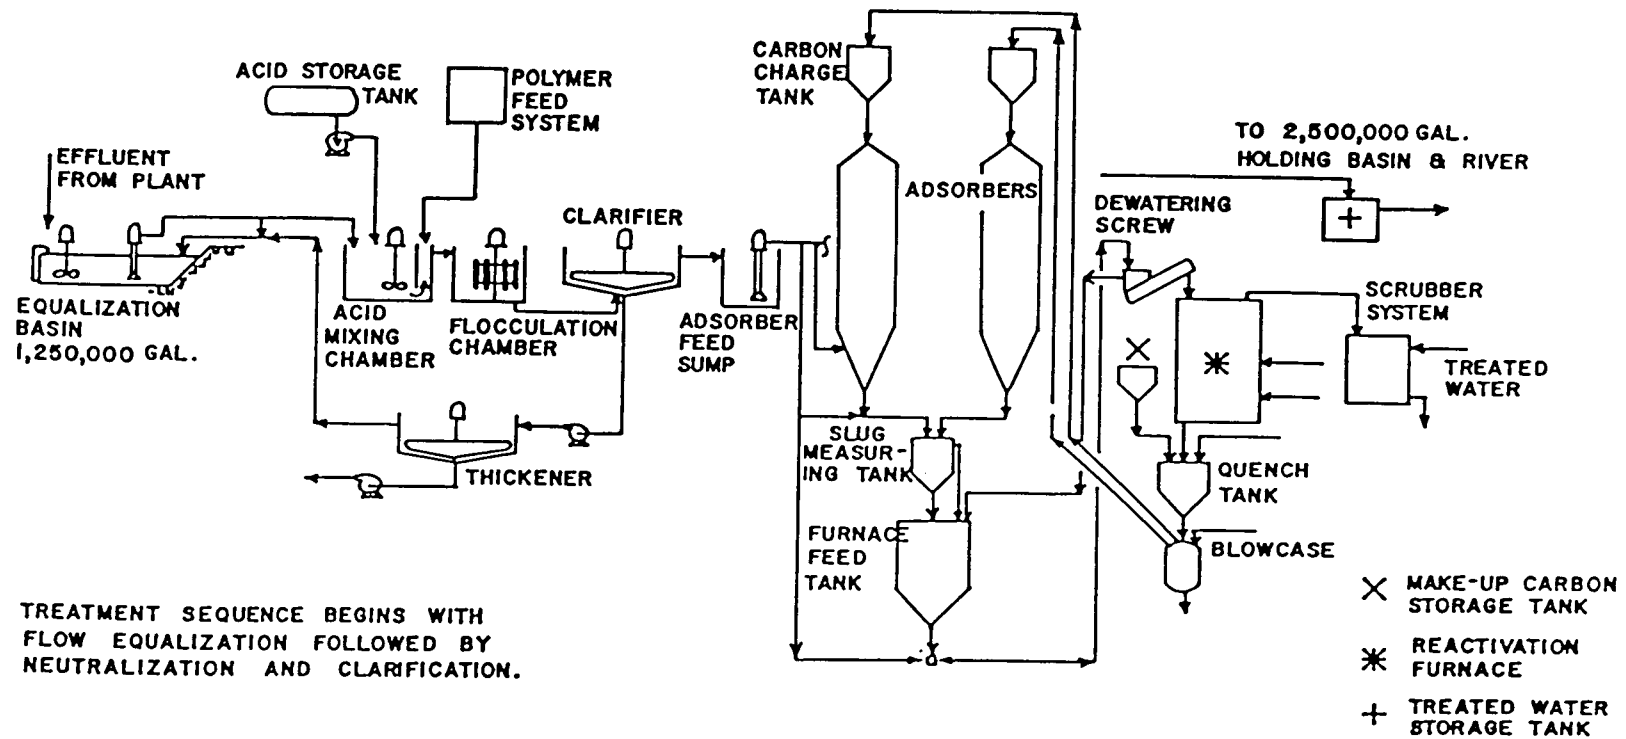 ACID STORAGE
TANK
POLYMER
FEED
SYSTEM
CARBON
CHARGE
TANK
EFFLUENT
FROM PLANT
TO 2,500,000 GAL.
HOLDING BASIN & RIVER
ADSORBERS
DEWATERING
SCREW
CLARIFIER
EQUALIZATION
BASIN
1,250,000 GAL.
ACID
MIXING
CHAMBER
FLOCCULATION
CHAMBER
ADSORBER
FEED
SUMP
SCRUBBER
SYSTEM
TREATED
WATER
SLUG
MEASUR-
ING TANK
THICKENER
QUENCH
TANK
FURNACE
FEED
TANK
BLOWCASE
TREATMENT SEQUENCE BEGINS WITH
FLOW EQUALIZATION FOLLOWED BY
NEUTRALIZATION AND CLARIFICATION.
MAKE-UP CARBON
STORAGE TANK
REACTIVATION
FURNACE
TREATED WATER
STORAGE TANK